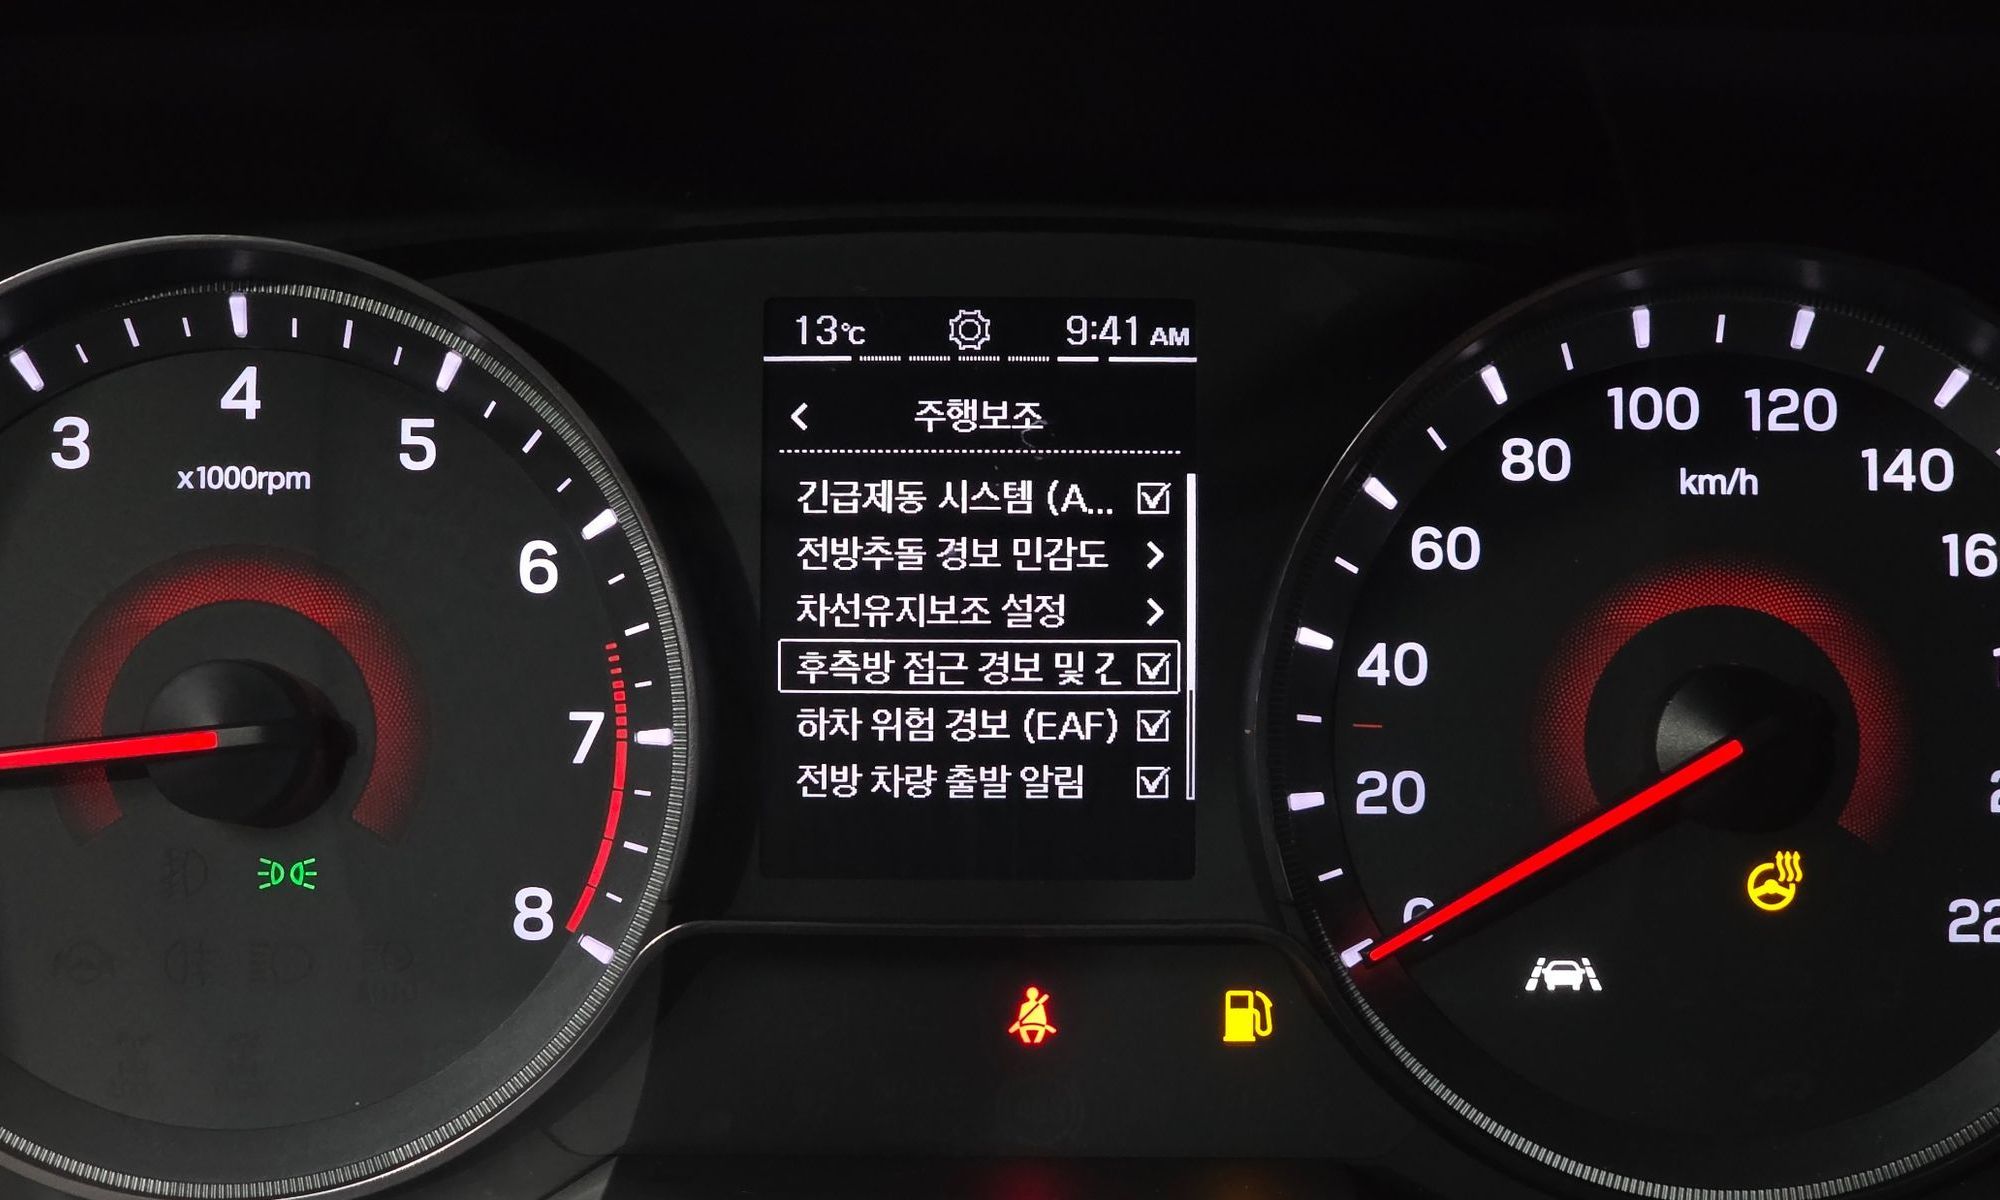 13℃
9:41 AM
주행보조
긴급제동 시스템 (A...
전방추돌 경보 민감도
차선유지보조 설정
후측방 접근 경보 및
하차 위험 경보 (EAF)
전방 차량 출발 알림
3
4
5
6
7
8
x1000rpm
0
20
40
60
80
100
120
140
km/h